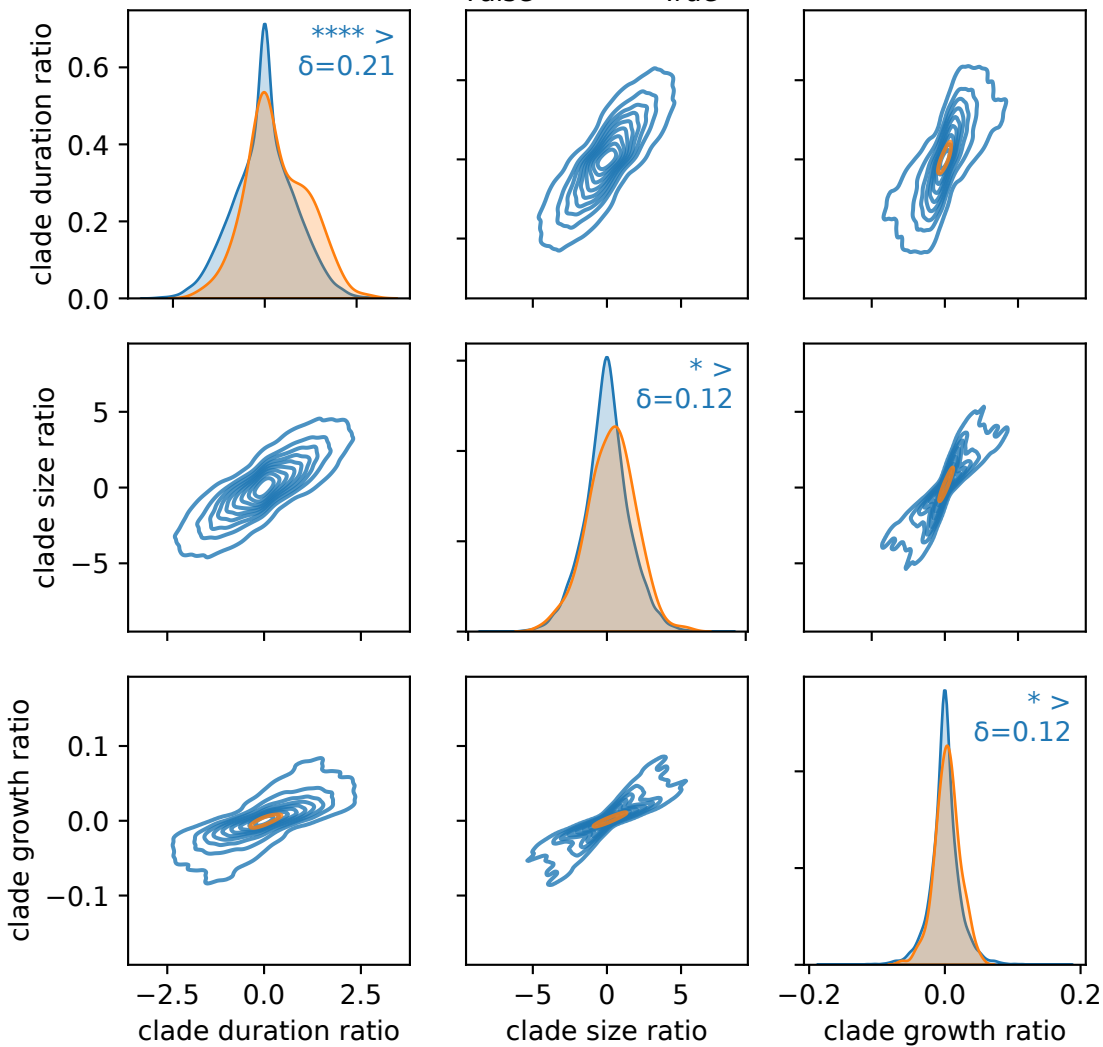 **** >
δ=0.21
clade duration ratio
0.6
0.4
0.2
0.0
* >
δ=0.12
clade size ratio
5
0
−5
* >
δ=0.12
clade growth ratio
0.1
0.0
−0.1
−2.5 0.0 2.5
−5 0 5
−0.2 0.0 0.2
clade duration ratio
clade size ratio
clade growth ratio